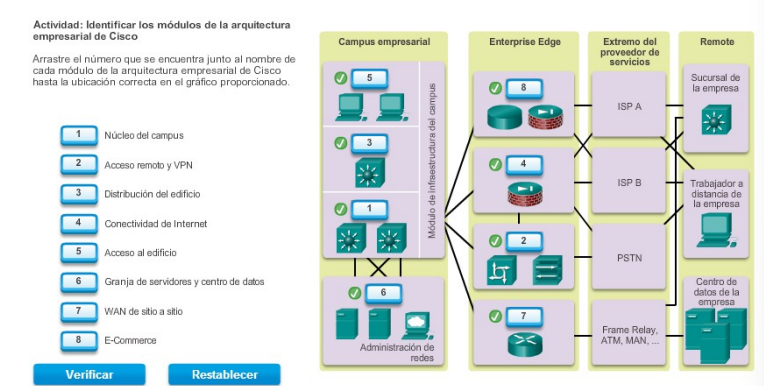 Actividad: Identificar los módulos de la arquitectura
empresarial de Cisco
Arrastre el número que se encuentra junto al nombre de
cada módulo de la arquitectura empresarial de Cisco
hasta la ubicación correcta en el gráfico proporcionado.
1 Núcleo del campus
2 Acceso remoto y VPN
3 Distribución del edificio
4 Conectividad de Internet
5 Acceso al edificio
6 Granja de servidores y centro de datos
7 WAN de sitio a sitio
8 E-Commerce
Verificar
Restablecer
Campus empresarial
5
3
1
Módulo de infraestructura del campus
6
Administración de
redes
Enterprise Edge
8
4
2
7
Extremo del
proveedor de
servicios
ISP A
ISP B
PSTN
Frame Relay,
ATM, MAN, ...
Remote
Sucursal de
la empresa
Trabajador a
distancia de
la empresa
Centro de
datos de la
empresa